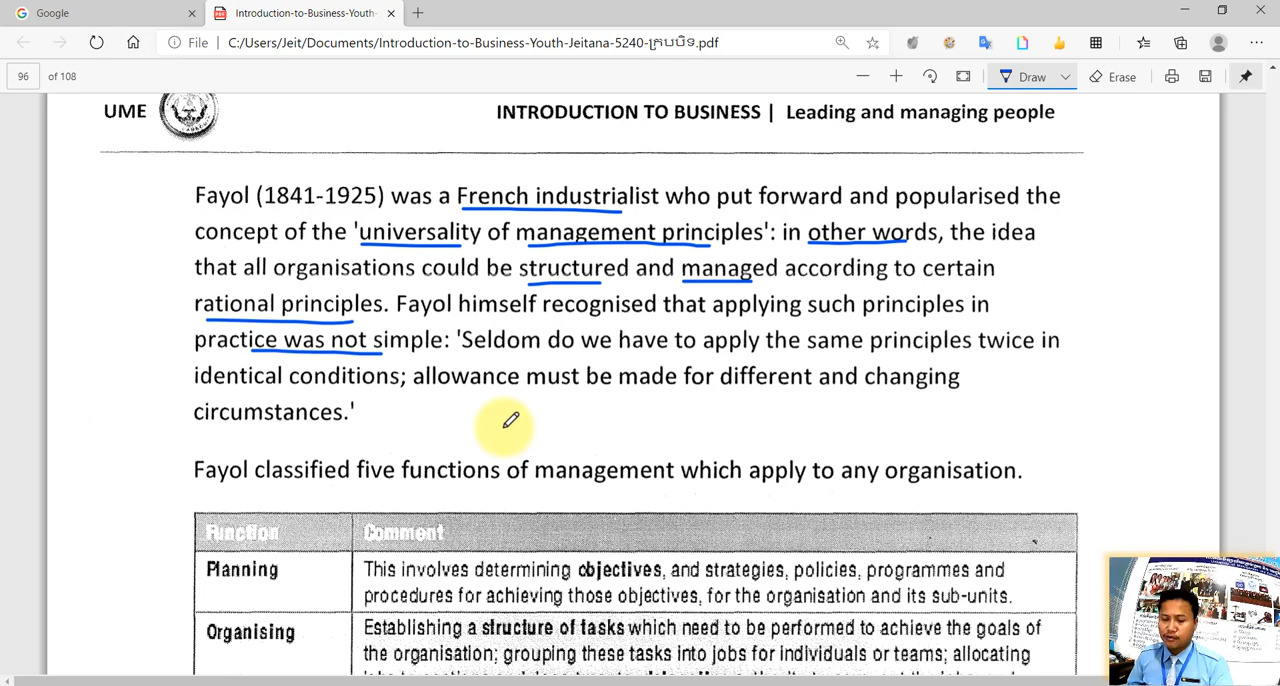 Google
Introduction-to-Business-Youth-
File
C:/Users/Jeit/Documents/Introduction-to-Business-Youth-Jeitana-5240-ក្របបិទ.pdf
96 of 108
Draw
Erase
UME
INTRODUCTION TO BUSINESS | Leading and managing people
Fayol (1841-1925) was a French industrialist who put forward and popularised the
concept of the 'universality of management principles': in other words, the idea
that all organisations could be structured and managed according to certain
rational principles. Fayol himself recognised that applying such principles in
practice was not simple: 'Seldom do we have to apply the same principles twice in
identical conditions; allowance must be made for different and changing
circumstances.'
Fayol classified five functions of management which apply to any organisation.
Function Comment
Planning
This involves determining objectives, and strategies, policies, programmes and
procedures for achieving those objectives, for the organisation and its sub-units.
Organising
Establishing a structure of tasks which need to be performed to achieve the goals of
the organisation; grouping these tasks into jobs for individuals or teams; allocating